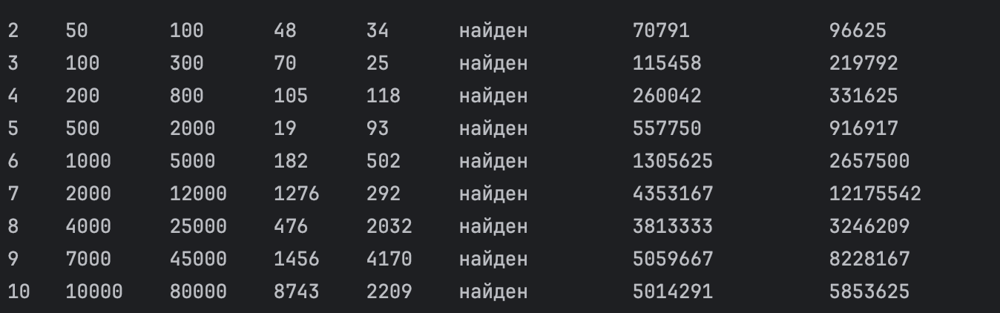 2 50 100 48 34 найден 70791 96625
3 100 300 70 25 найден 115458 219792
4 200 800 105 118 найден 260042 331625
5 500 2000 19 93 найден 557750 916917
6 1000 5000 182 502 найден 1305625 2657500
7 2000 12000 1276 292 найден 4353167 12175542
8 4000 25000 476 2032 найден 3813333 3246209
9 7000 45000 1456 4170 найден 5059667 8228167
10 10000 80000 8743 2209 найден 5014291 5853625